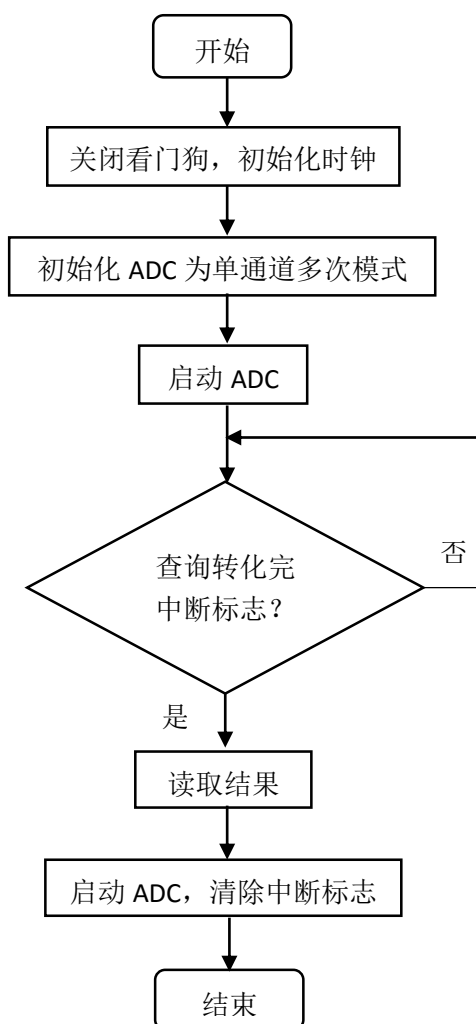 开始
关闭看门狗，初始化时钟
初始化 ADC 为单通道多次模式
启动 ADC
查询转化完
中断标志？
否
是
读取结果
启动 ADC，清除中断标志
结束